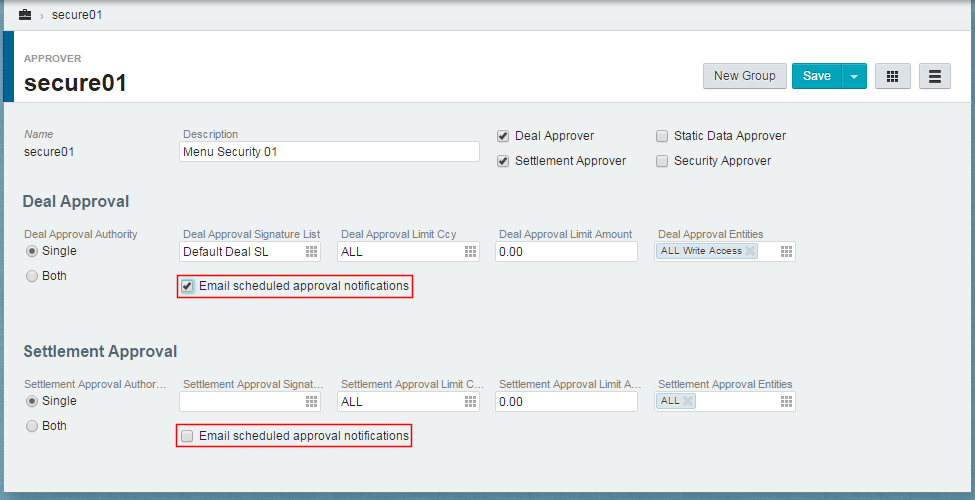 › secure01
APPROVER
secure01
New Group
Save
Name
Description
Deal Approver
Static Data Approver
secure01
Menu Security 01
Settlement Approver
Security Approver
Deal Approval
Deal Approval Authority
Deal Approval Signature List
Deal Approval Limit Ccy
Deal Approval Limit Amount
Deal Approval Entities
Single
Default Deal SL
ALL
0.00
ALL Write Access
Both
Email scheduled approval notifications
Settlement Approval
Settlement Approval Author...
Settlement Approval Signat...
Settlement Approval Limit C...
Settlement Approval Limit A...
Settlement Approval Entities
Single
ALL
0.00
ALL
Both
Email scheduled approval notifications